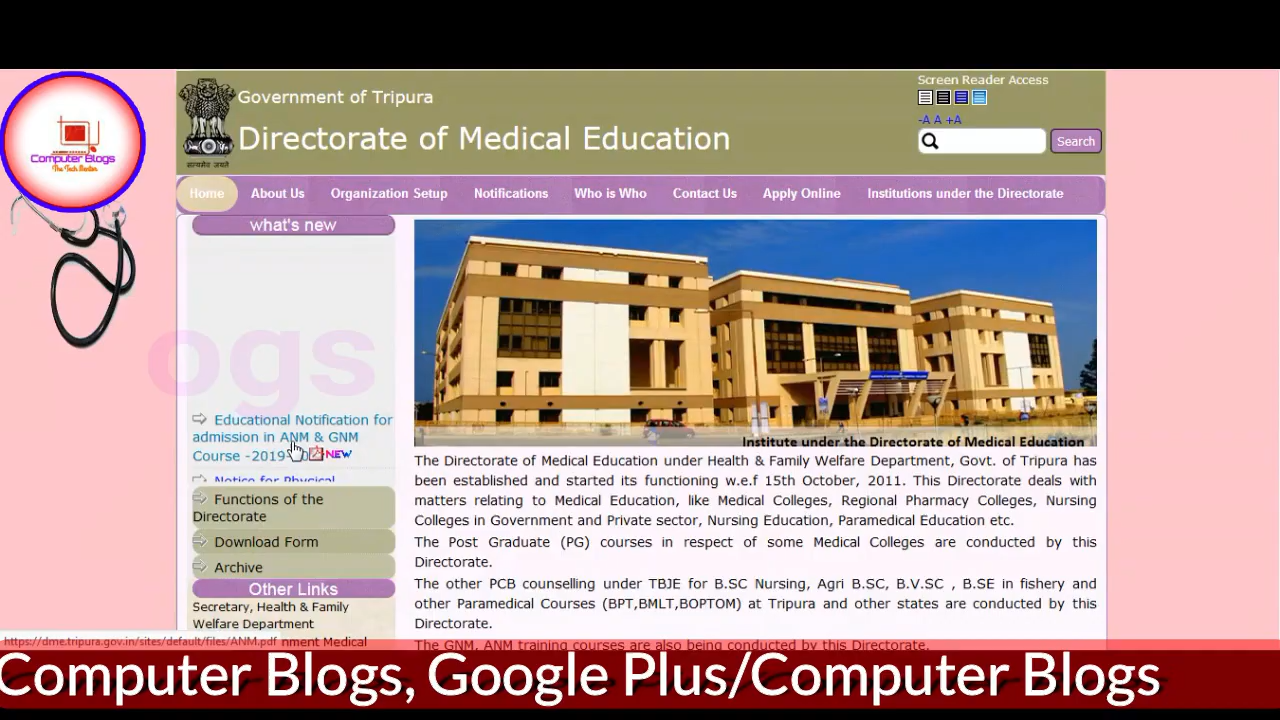 Screen Reader Access
Government of Tripura
सत्यमेव जयते
Directorate of Medical Education
-A A +A
Search
Computer Blogs
The Tech Mentor
Home About Us Organization Setup Notifications Who is Who Contact Us Apply Online Institutions under the Directorate
what's new
ogs
Educational Notification for
admission in ANM & GNM
Course -2019- 0 NEW
Notice for Physical
Functions of the
Directorate
Download Form
Archive
Other Links
Secretary, Health & Family
Welfare Department
nment Medical
https://dme.tripura.gov.in/sites/default/files/ANM.pdf
Institute under the Directorate of Medical Education
The Directorate of Medical Education under Health & Family Welfare Department, Govt. of Tripura has
been established and started its functioning w.e.f 15th October, 2011. This Directorate deals with
matters relating to Medical Education, like Medical Colleges, Regional Pharmacy Colleges, Nursing
Colleges in Government and Private sector, Nursing Education, Paramedical Education etc.
The Post Graduate (PG) courses in respect of some Medical Colleges are conducted by this
Directorate.
The other PCB counselling under TBJE for B.SC Nursing, Agri B.SC, B.V.SC , B.SE in fishery and
other Paramedical Courses (BPT,BMLT,BOPTOM) at Tripura and other states are conducted by this
Directorate.
The GNM, ANM training courses are also being conducted by this Directorate.
Computer Blogs, Google Plus/Computer Blogs